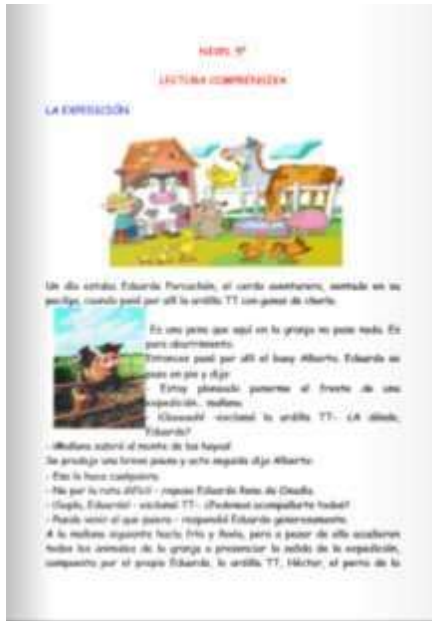 NIVEL 5º
LECTURA COMPRENSIVA
LA EXPEDICIÓN
Un día estaba Eduardo Porcachón, el cerdo aventurero, sentado en su
pocilga, cuando pasó por allí la ardilla TT con ganas de charla.
Es una pena que aquí en la granja no pase nada. Es
puro aburrimiento.
Entonces pasó por allí el buey Alberto. Eduardo se
puso en pie y dijo
Estoy planeando ponerme al frente de una
expedición... mañana.
exclamó la ardilla TT-. ¿A dónde,
Eduardo?
-¡Mañana subiré al monte de las hayas!
Se produjo una breve pausa y acto seguido dijo Alberto:
- Eso lo hace cualquiera.
- No por la ruta difícil - repuso Eduardo lleno de
- ¡Eduardo! - exclamó TT-. ¿Podemos acompañarte todos?
- Puede venir el que quiera - respondió Eduardo generosamente.
A la mañana siguiente hacía frío y llovía, pero a pesar de ello acudieron
todos los animales de la granja a presenciar la salida de la expedición,
compuesta por el propio Eduardo, la ardilla TT, Héctor, el perro de la